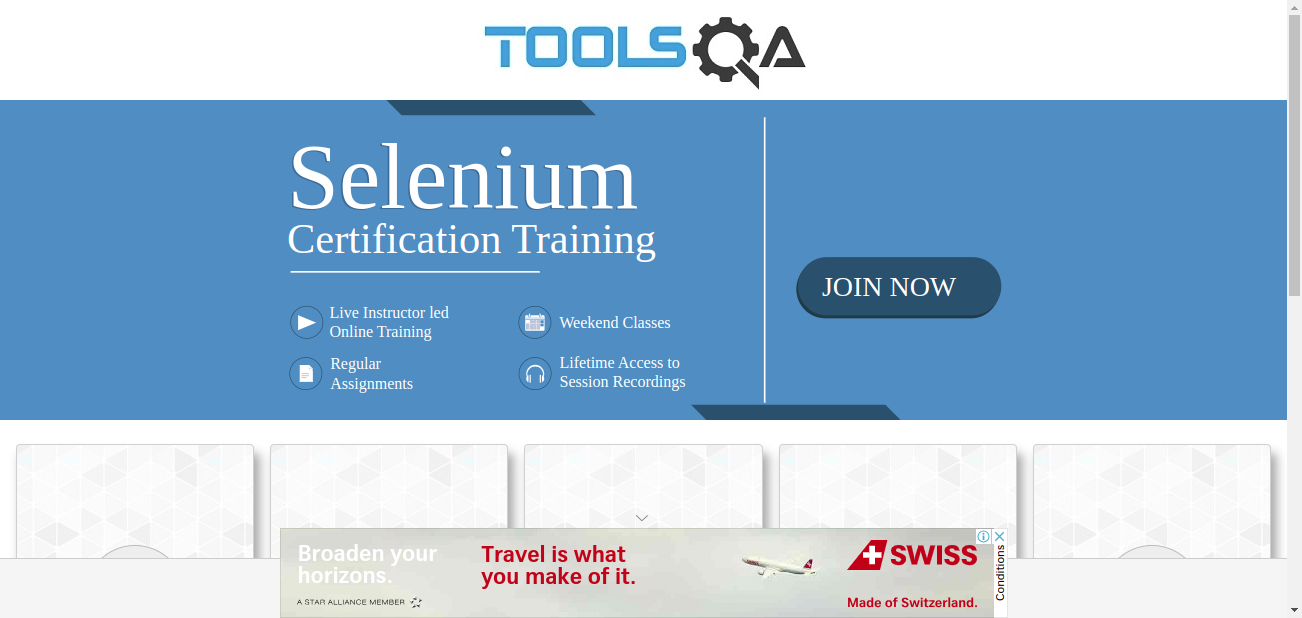 TOOLSQA
Selenium
Certification Training
JOIN NOW
Live Instructor led
Online Training
Weekend Classes
Regular
Assignments
Lifetime Access to
Session Recordings
Broaden your
horizons.
A STAR ALLIANCE MEMBER
Travel is what
you make of it.
SWISS
Made of Switzerland.
Conditions